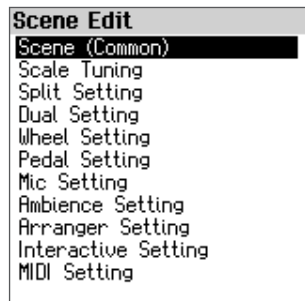 Scene Edit
Scene (Common)
Scale Tuning
Split Setting
Dual Setting
Wheel Setting
Pedal Setting
Mic Setting
Ambience Setting
Arranger Setting
Interactive Setting
MIDI Setting